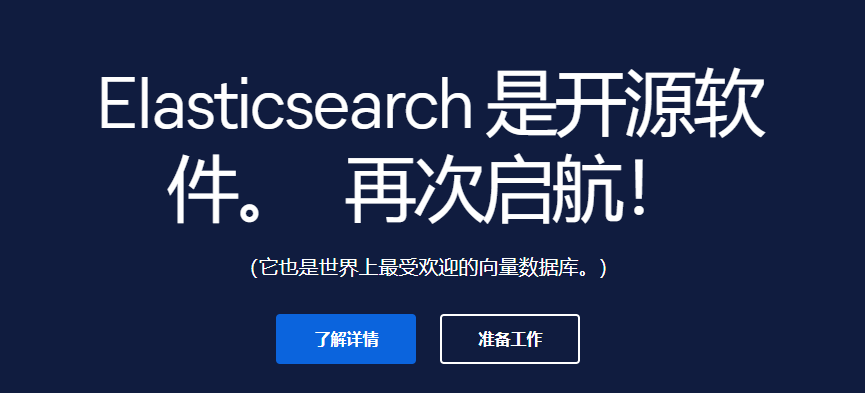 Elasticsearch 是开源软
件。 再次启航！
（它也是世界上最受欢迎的向量数据库。）
了解详情
准备工作